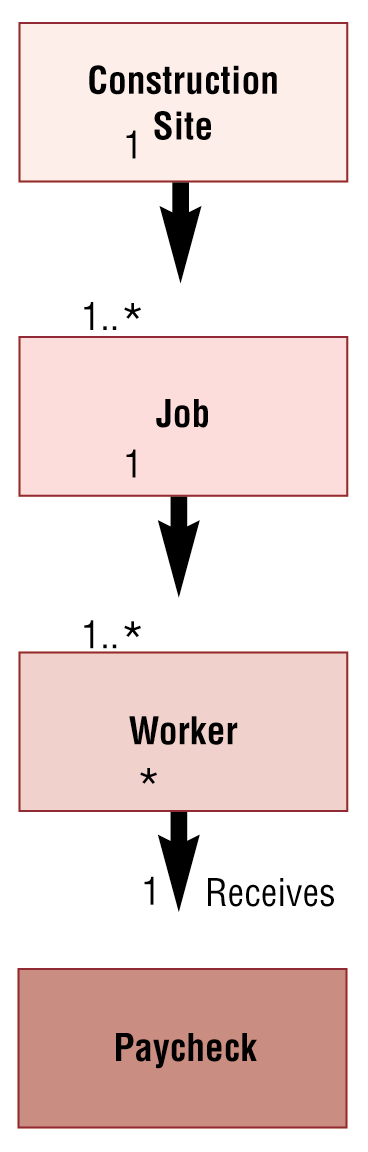 Construction
Site
1
1..*
Job
1
1..*
Worker
*
1
Receives
Paycheck